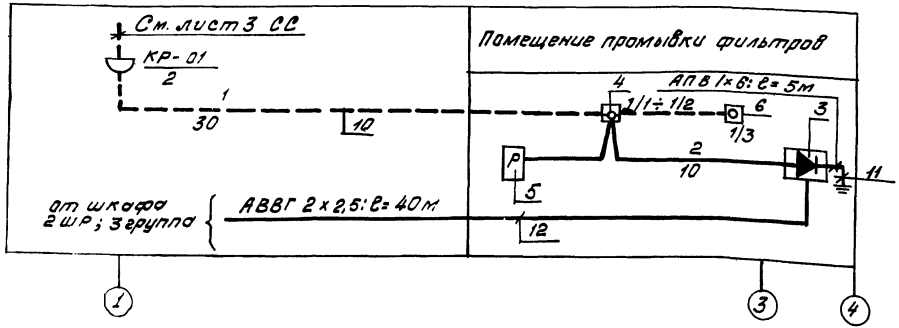 См. лист 3 СС
КР-01
2
1
30
10
Помещение промывки фильтров
4
АПВ 1×6: ℓ= 5м
1/1÷1/2
6
1/3
3
Р
5
2
10
11
от шкафа
2ШР; 3 группа
АВВГ 2×2,5: ℓ= 40м
12
1
3
4